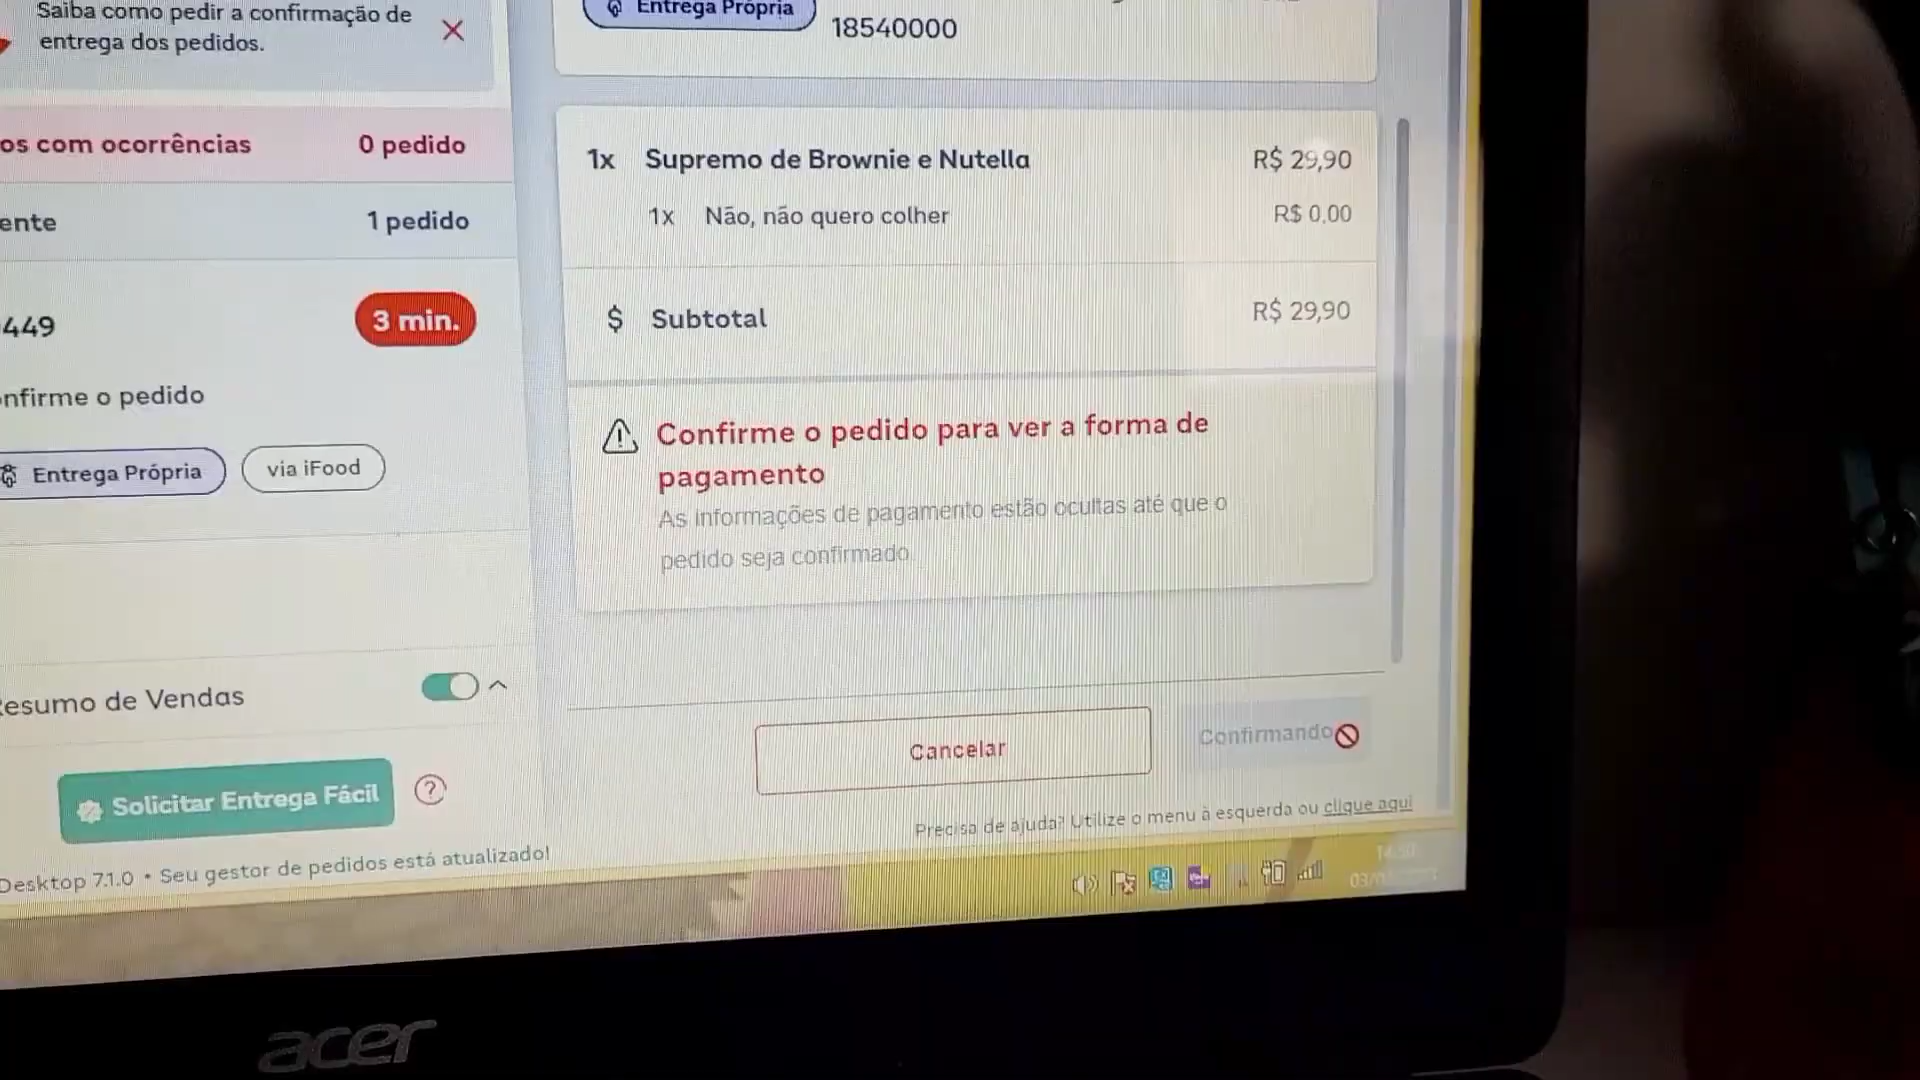 Saiba como pedir a confirmação de
entrega dos pedidos.
os com ocorrências 0 pedido
ente 1 pedido
449 3 min.
onfirme o pedido
Entrega Própria via iFood
esumo de Vendas
Solicitar Entrega Fácil ?
Desktop 7.1.0 • Seu gestor de pedidos está atualizado!
Entrega Própria
18540000
1x Supremo de Brownie e Nutella R$ 29,90
1x Não, não quero colher R$ 0,00
$ Subtotal R$ 29,90
Confirme o pedido para ver a forma de
pagamento
As informações de pagamento estão ocultas até que o
pedido seja confirmado.
Cancelar Confirmando
Precisa de ajuda? Utilize o menu à esquerda ou clique aqui
acer